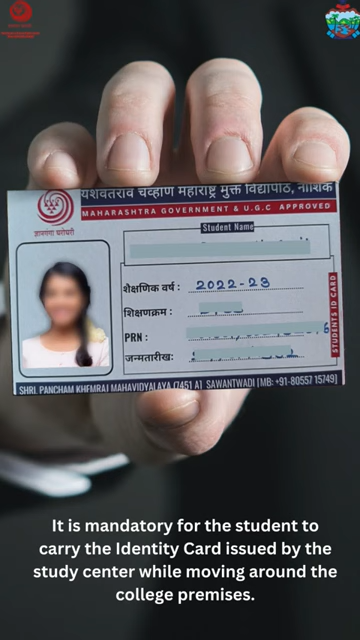 यशवंतराव चव्हाण महाराष्ट्र मुक्त विद्यापीठ, नाशिक
MAHARASHTRA GOVERNMENT & U.G.C APPROVED
ज्ञानगंगा घरोघरी
Student Name
शैक्षणिक वर्ष : 2022-23
शिक्षणक्रम :
PRN :
जन्मतारीख:
STUDENTS ID CARD
SHRI. PANCHAM KHEMRAJ MAHAVIDYALAYA (7451 A) SAWANTWADI [MB: +91-80557 15749]
It is mandatory for the student to
carry the Identity Card issued by the
study center while moving around the
college premises.